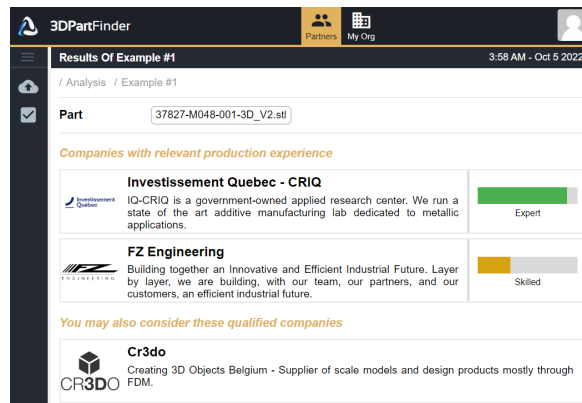 3DPartFinder
Partners
My Org
Results Of Example #1
3:58 AM - Oct 5 2022
/ Analysis / Example #1
Part
37827-M048-001-3D_V2.stl
Companies with relevant production experience
Investissement Quebec - CRIQ
Investissement
Québec
IQ-CRIQ is a government-owned applied research center. We run a
state of the art additive manufacturing lab dedicated to metallic
applications.
Expert
FZ Engineering
FZ
ENGINEERING
Building together an Innovative and Efficient Industrial Future. Layer
by layer, we are building, with our team, our partners, and our
customers, an efficient industrial future.
Skilled
You may also consider these qualified companies
Cr3do
CR3DO
Creating 3D Objects Belgium - Supplier of scale models and design products mostly through
FDM.